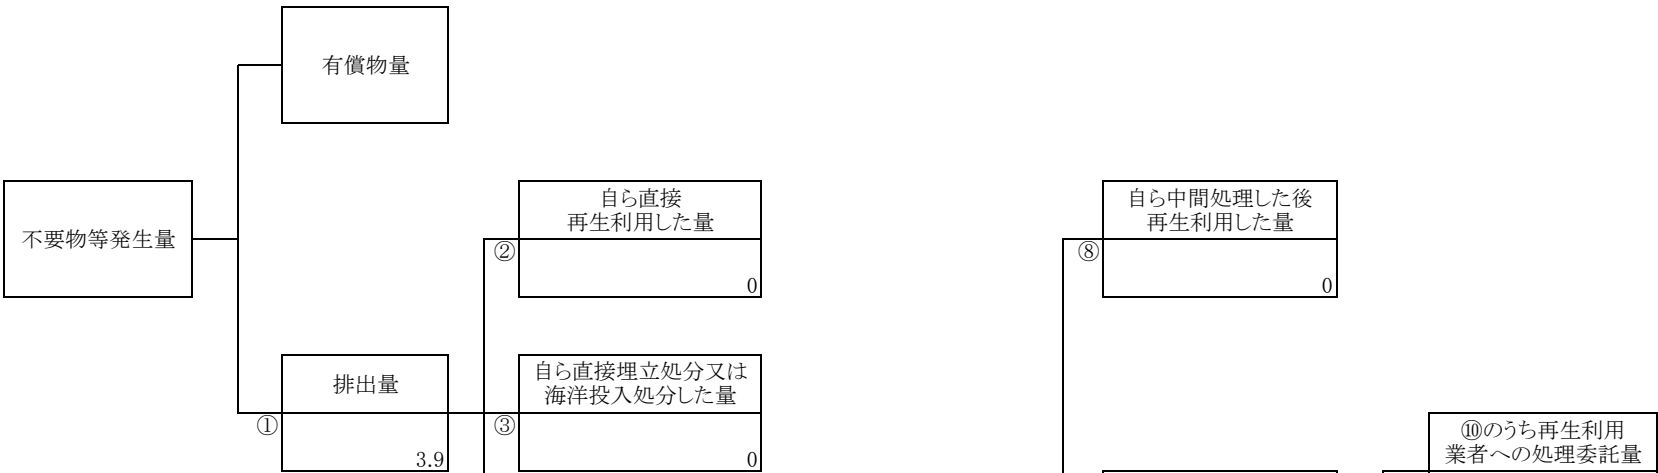 有償物量
不要物等発生量
自ら直接
再生利用した量
②
0
自ら中間処理した後
再生利用した量
⑧
0
排出量
①
3.9
自ら直接埋立処分又は
海洋投入処分した量
③
0
⑩のうち再生利用
業者への処理委託量